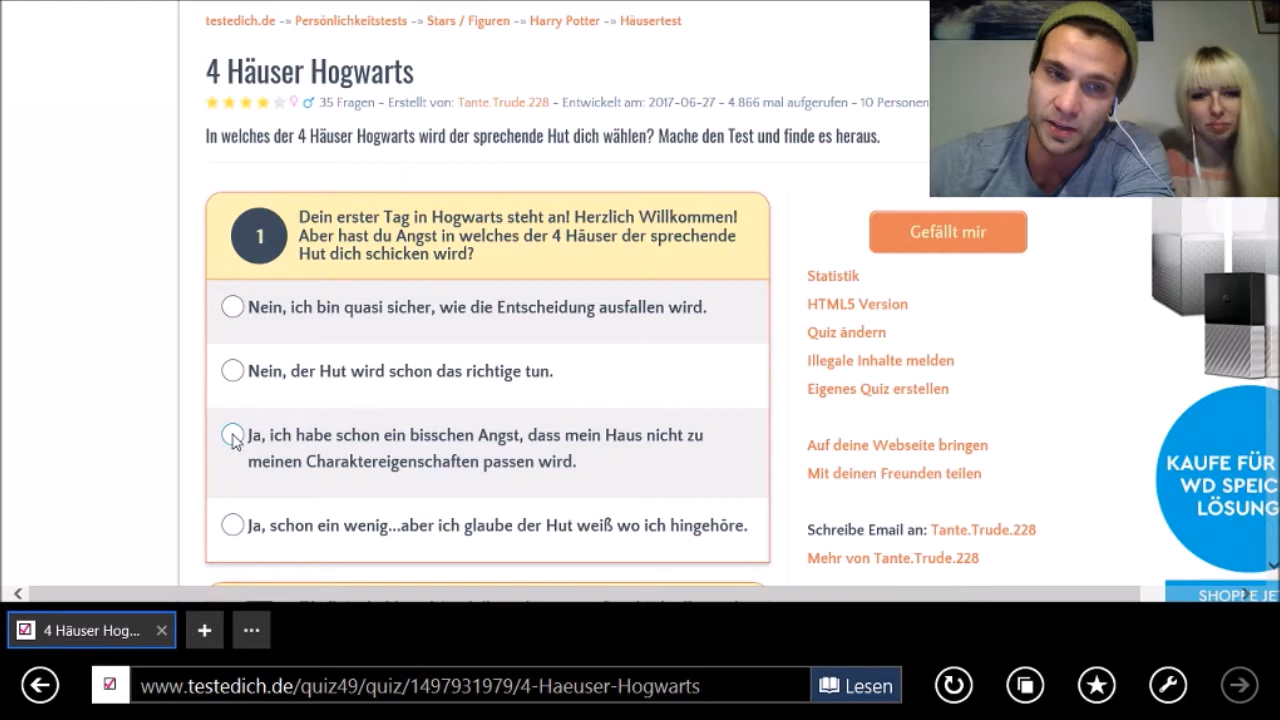 testedich.de -» Persönlichkeitstests -» Stars / Figuren -» Harry Potter -» Häusertest
4 Häuser Hogwarts
35 Fragen - Erstellt von: Tante.Trude.228 - Entwickelt am: 2017-06-27 - 4.866 mal aufgerufen - 10 Personen
In welches der 4 Häuser Hogwarts wird der sprechende Hut dich wählen? Mache den Test und finde es heraus.
1
Dein erster Tag in Hogwarts steht an! Herzlich Willkommen!
Aber hast du Angst in welches der 4 Häuser der sprechende
Hut dich schicken wird?
Nein, ich bin quasi sicher, wie die Entscheidung ausfallen wird.
Nein, der Hut wird schon das richtige tun.
Ja, ich habe schon ein bisschen Angst, dass mein Haus nicht zu
meinen Charaktereigenschaften passen wird.
Ja, schon ein wenig...aber ich glaube der Hut weiß wo ich hingehöre.
Gefällt mir
Statistik
HTML5 Version
Quiz ändern
Illegale Inhalte melden
Eigenes Quiz erstellen
Auf deine Webseite bringen
Mit deinen Freunden teilen
Schreibe Email an: Tante.Trude.228
Mehr von Tante.Trude.228
KAUFE FÜR
WD SPEIC
LÖSUNG
SHOPPE JE
4 Häuser Hog...
www.testedich.de/quiz49/quiz/1497931979/4-Haeuser-Hogwarts
Lesen